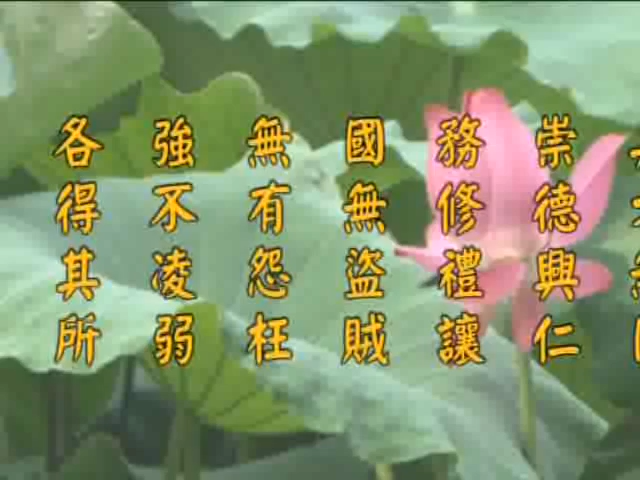 崇德興仁
務修禮讓
國無盜賊
無有怨枉
強不凌弱
各得其所